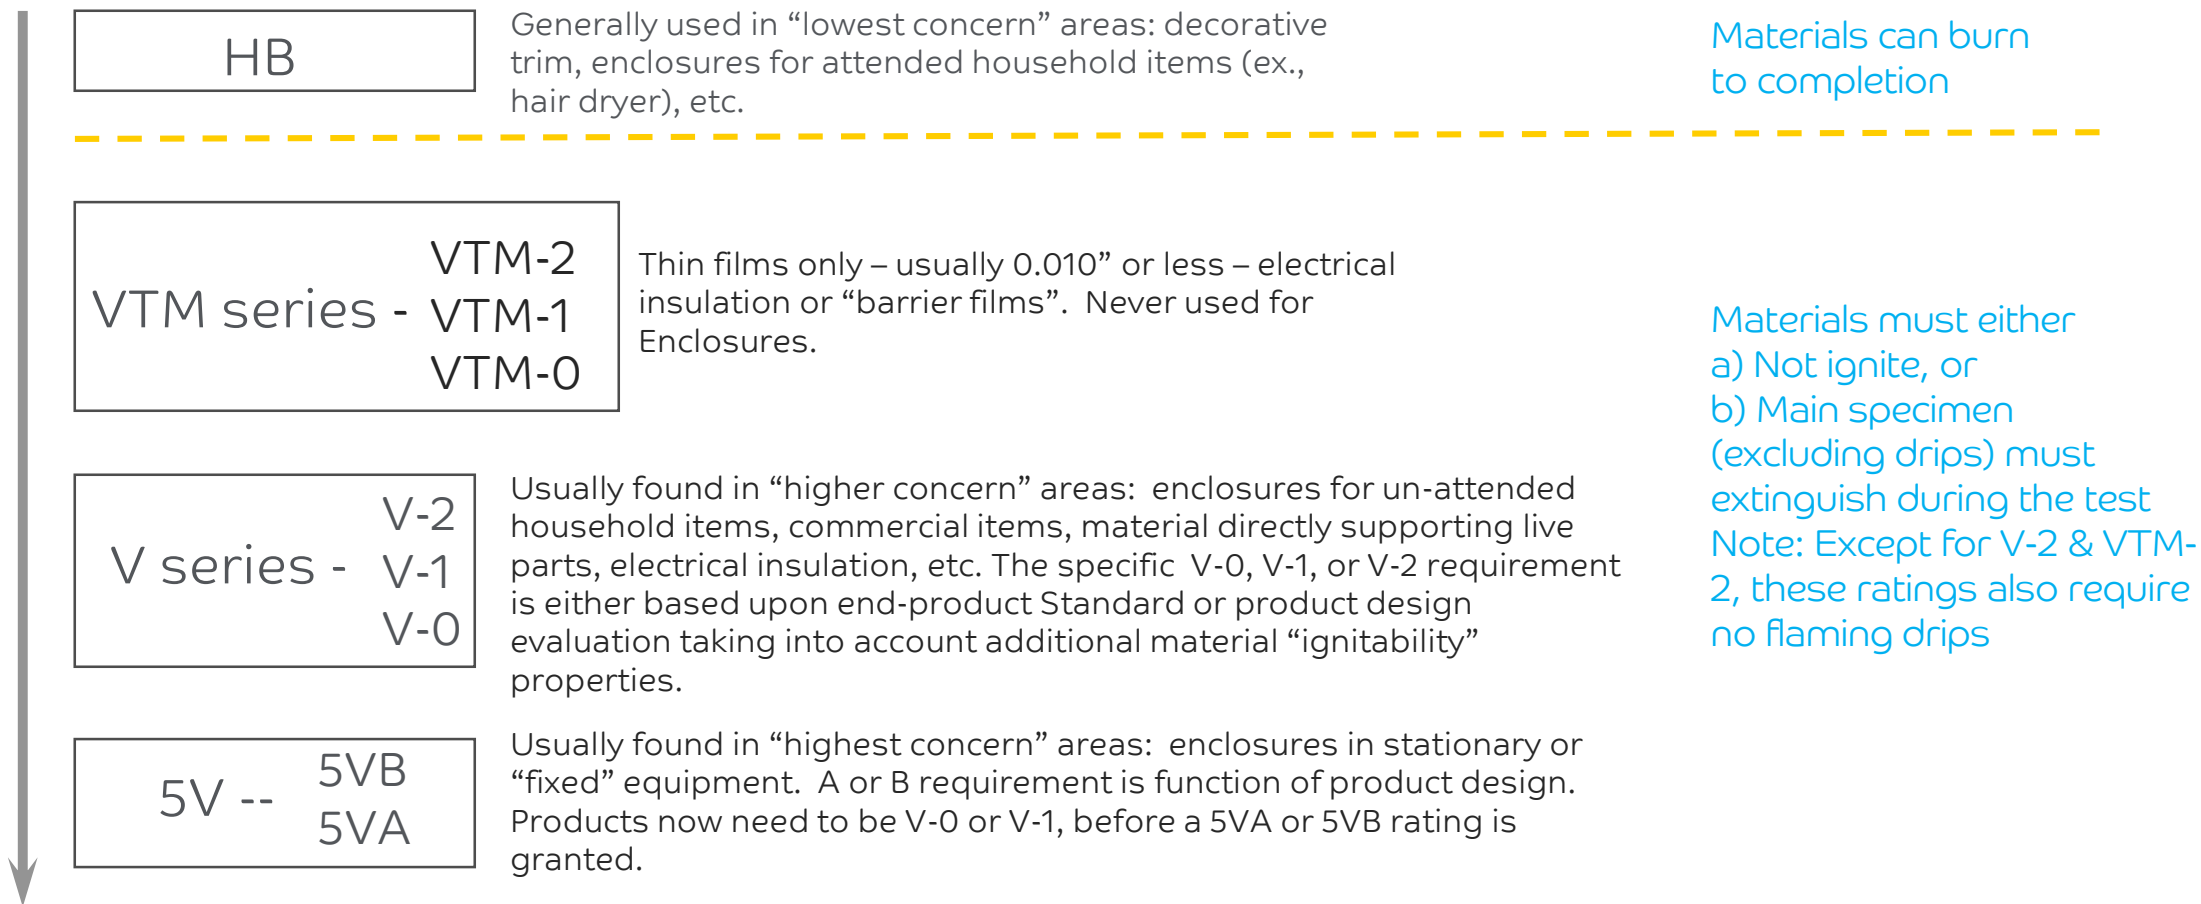 HB
Generally used in “lowest concern” areas: decorative
trim, enclosures for attended household items (ex.,
hair dryer), etc.
Materials can burn
to completion
VTM series -
VTM-2
VTM-1
VTM-0
Thin films only – usually 0.010” or less – electrical
insulation or “barrier films”.  Never used for
Enclosures.
Materials must either
a) Not ignite, or
b) Main specimen
(excluding drips) must
extinguish during the test
Note: Except for V-2 & VTM-
2, these ratings also require
no flaming drips
V series -
V-2
V-1
V-0
Usually found in “higher concern” areas:  enclosures for un-attended
household items, commercial items, material directly supporting live
parts, electrical insulation, etc. The specific  V-0, V-1, or V-2 requirement
is either based upon end-product Standard or product design
evaluation taking into account additional material “ignitability”
properties.
5V --
5VB
5VA
Usually found in “highest concern” areas:  enclosures in stationary or
“fixed” equipment.  A or B requirement is function of product design.
Products now need to be V-0 or V-1, before a 5VA or 5VB rating is
granted.